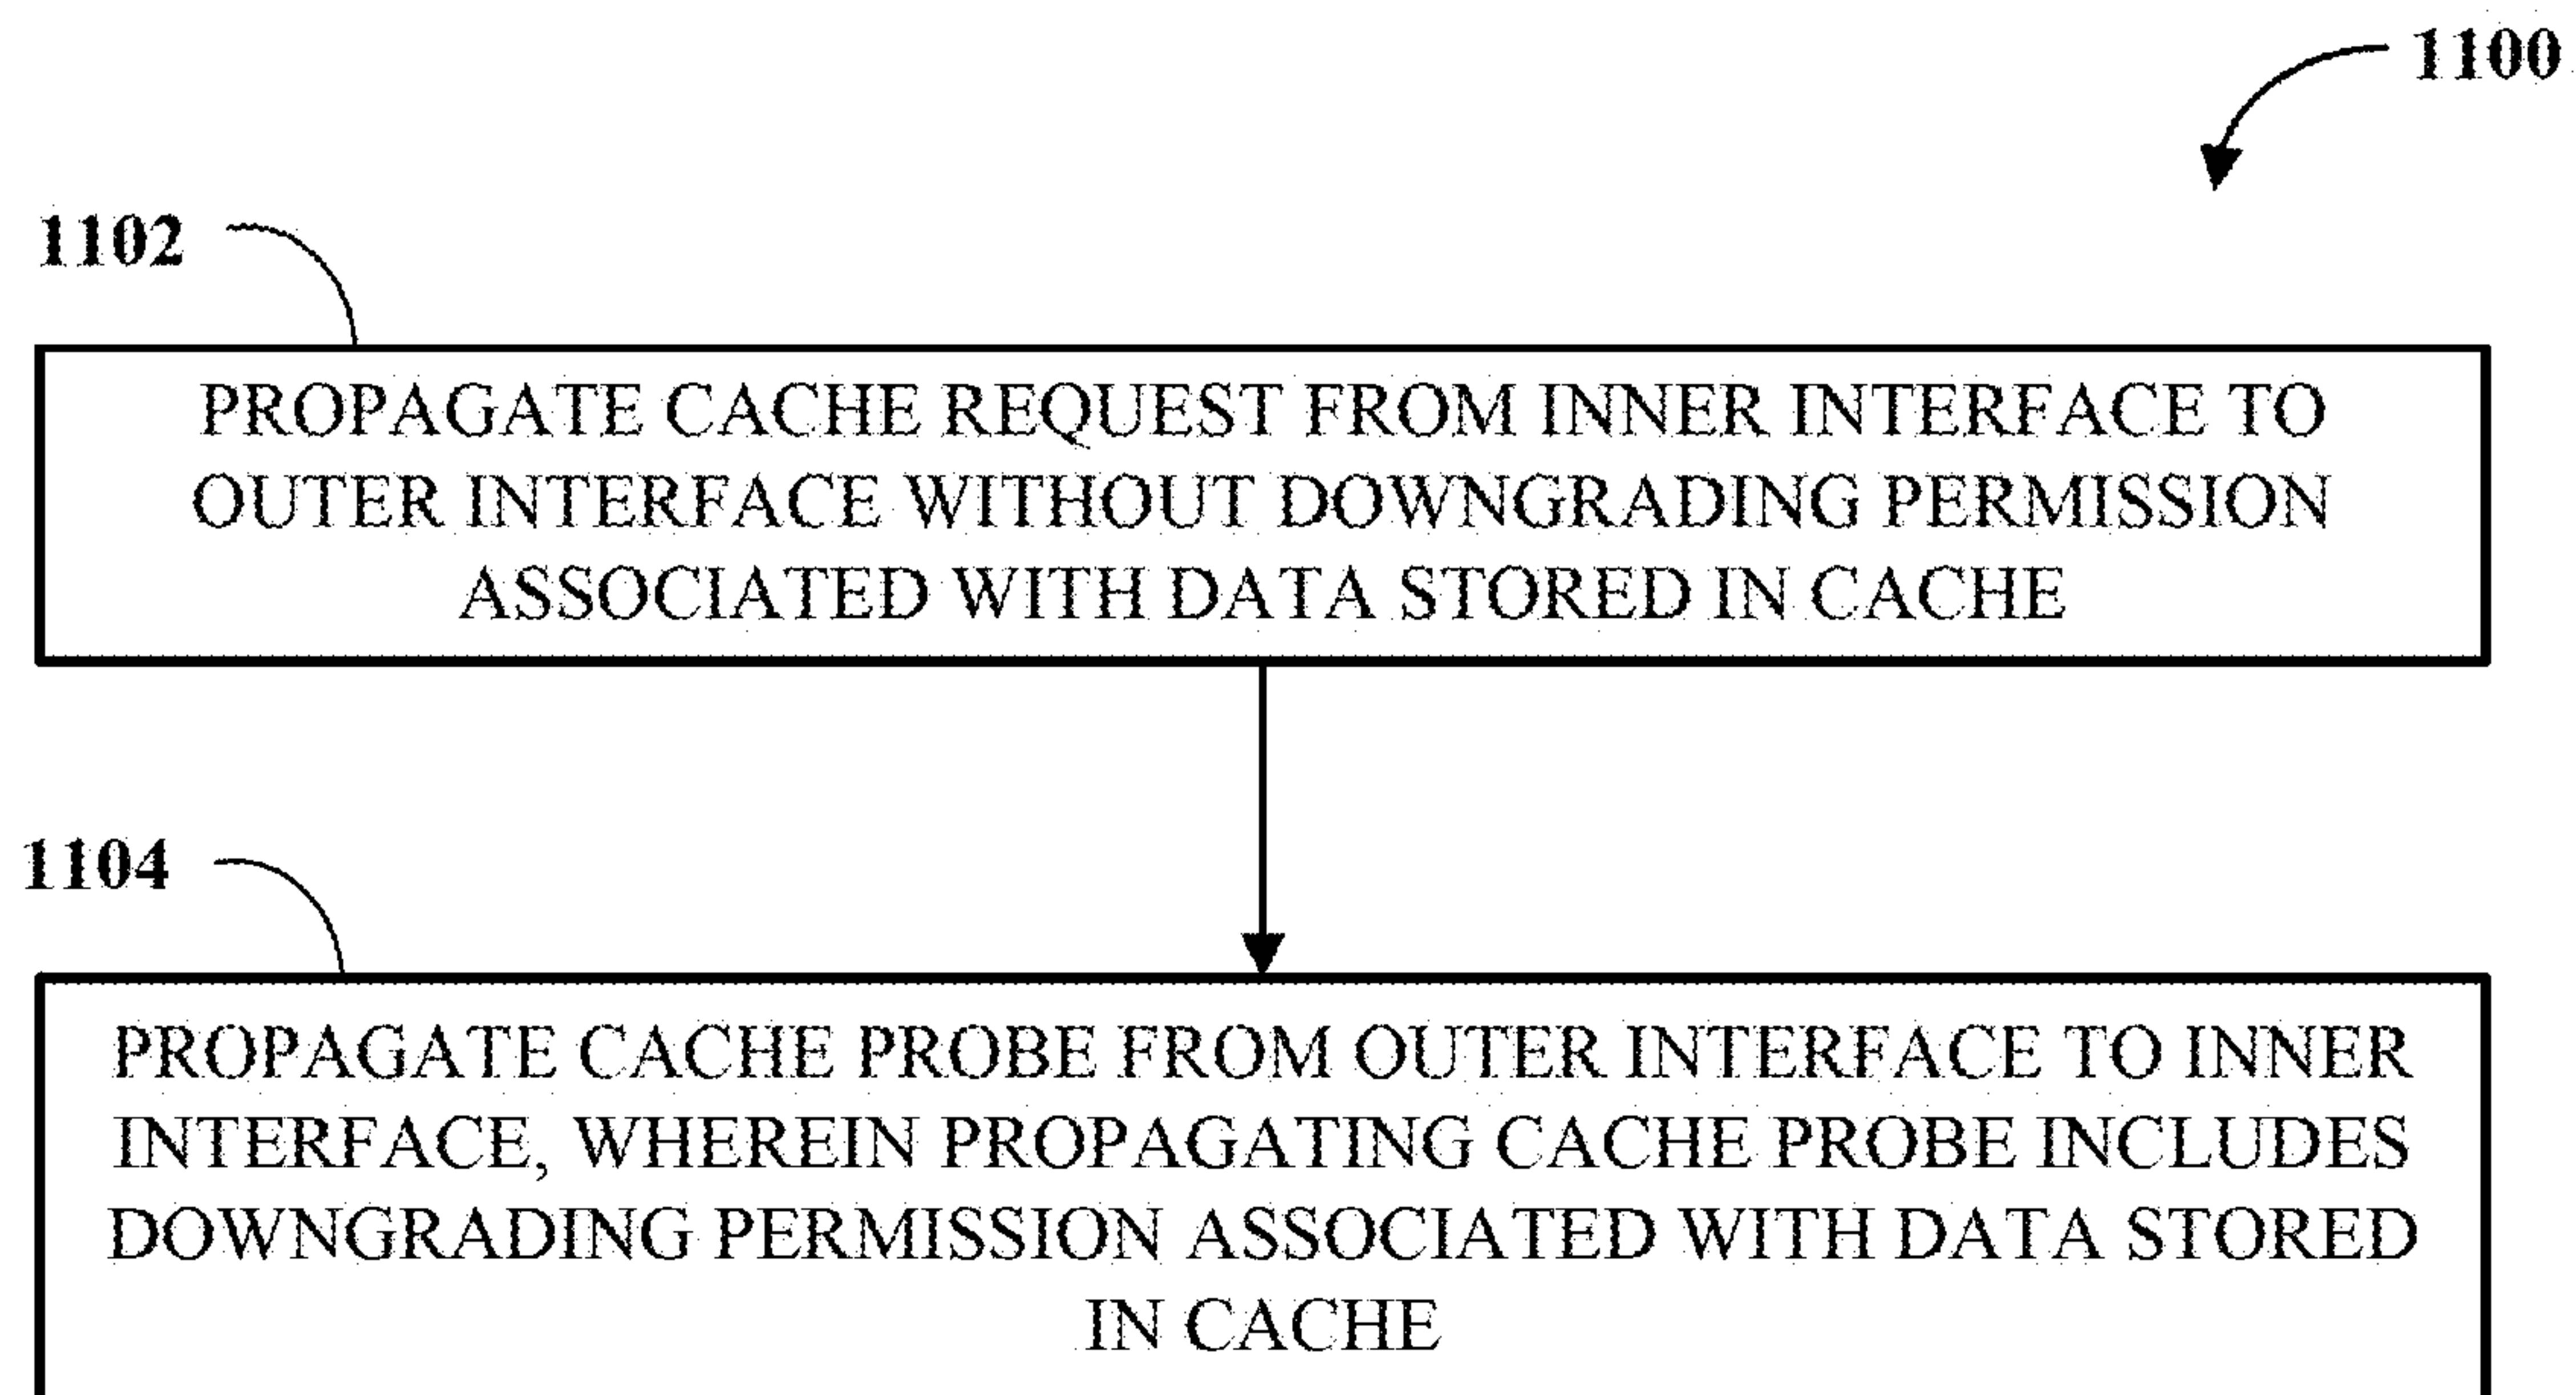 1100
1102
PROPAGATE CACHE REQUEST FROM INNER INTERFACE TO
OUTER INTERFACE WITHOUT DOWNGRADING PERMISSION
ASSOCIATED WITH DATA STORED IN CACHE
1104
PROPAGATE CACHE PROBE FROM OUTER INTERFACE TO INNER
INTERFACE, WHEREIN PROPAGATING CACHE PROBE INCLUDES
DOWNGRADING PERMISSION ASSOCIATED WITH DATA STORED
IN CACHE